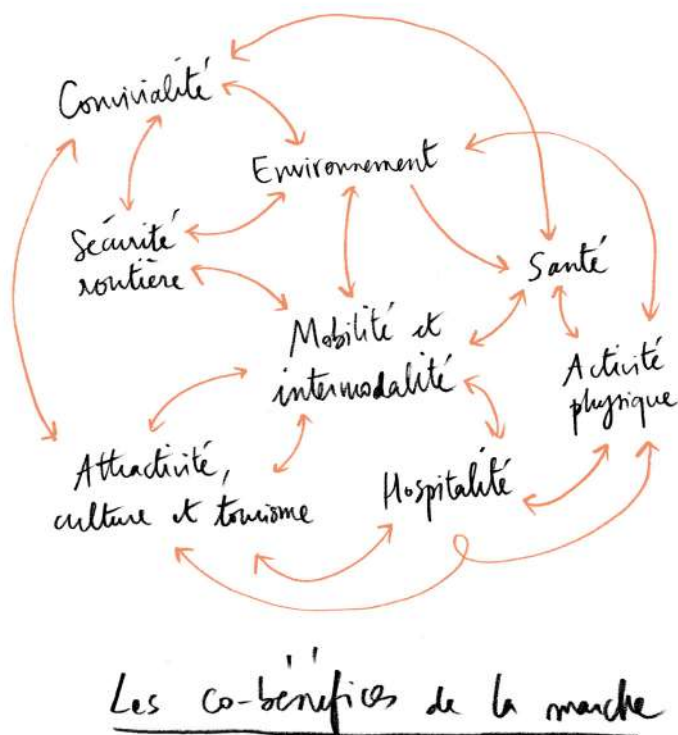 Convivialité
Environnement
Sécurité
routière
Santé
Mobilité et
intermodalité
Activité
physique
Attractivité,
culture et tourisme
Hospitalité
Les co-bénéfices de la marche